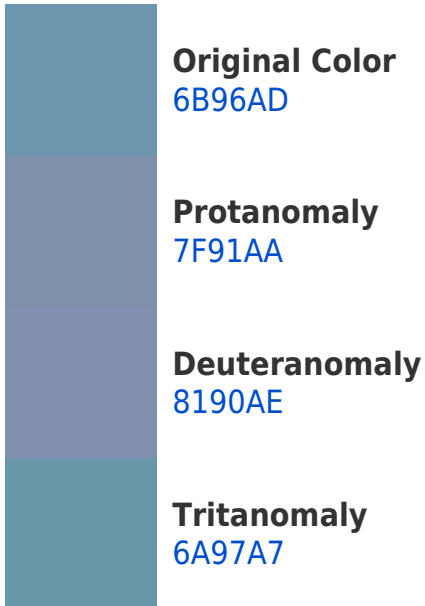 Original Color
6B96AD
Protanomaly
7F91AA
Deuteranomaly
8190AE
Tritanomaly
6A97A7